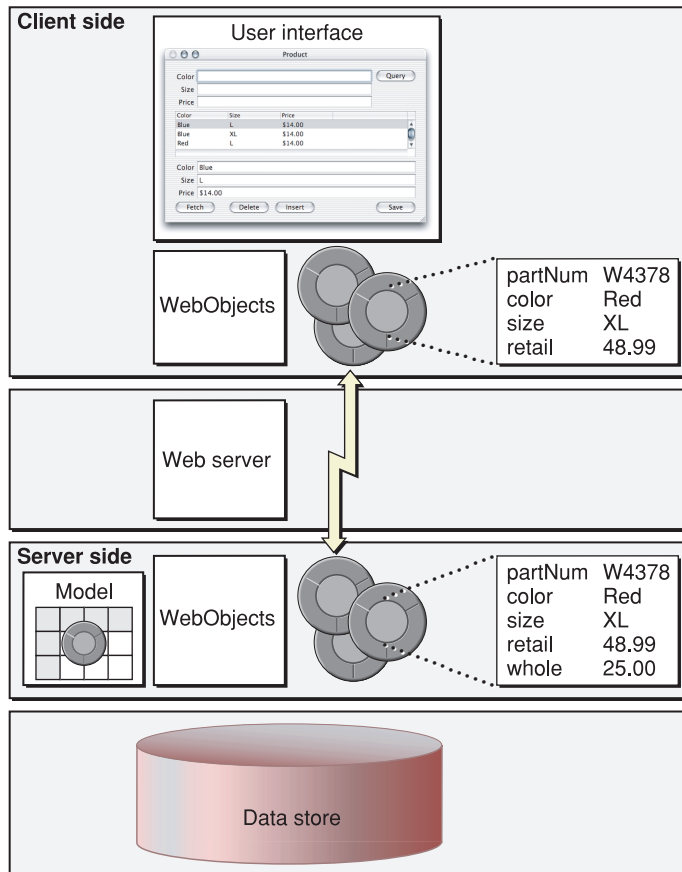 Client side
User interface
Product
Color
Query
Size
Price
Color Size Price
Blue L $14.00
Blue XL $14.00
Red L $14.00
Color Blue
Size L
Price $14.00
Fetch Delete Insert Save
WebObjects
partNum W4378
color Red
size XL
retail 48.99
Web server
Server side
Model
WebObjects
partNum W4378
color Red
size XL
retail 48.99
whole 25.00
Data store